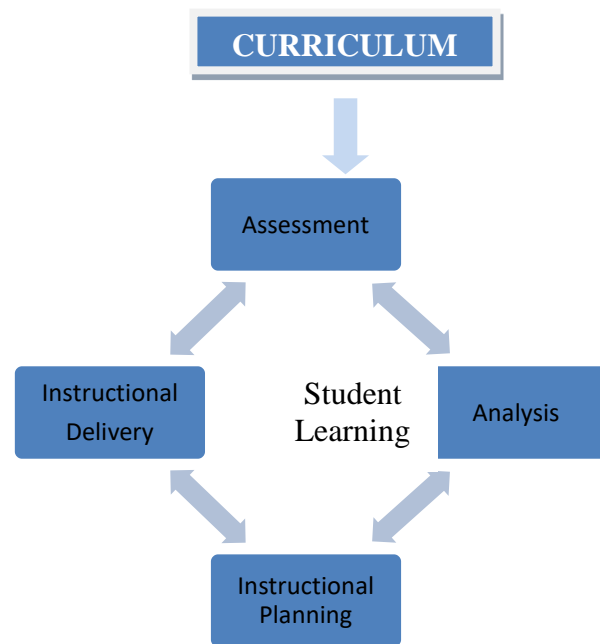 CURRICULUM
Assessment
Instructional
Delivery
Student
Learning
Analysis
Instructional
Planning